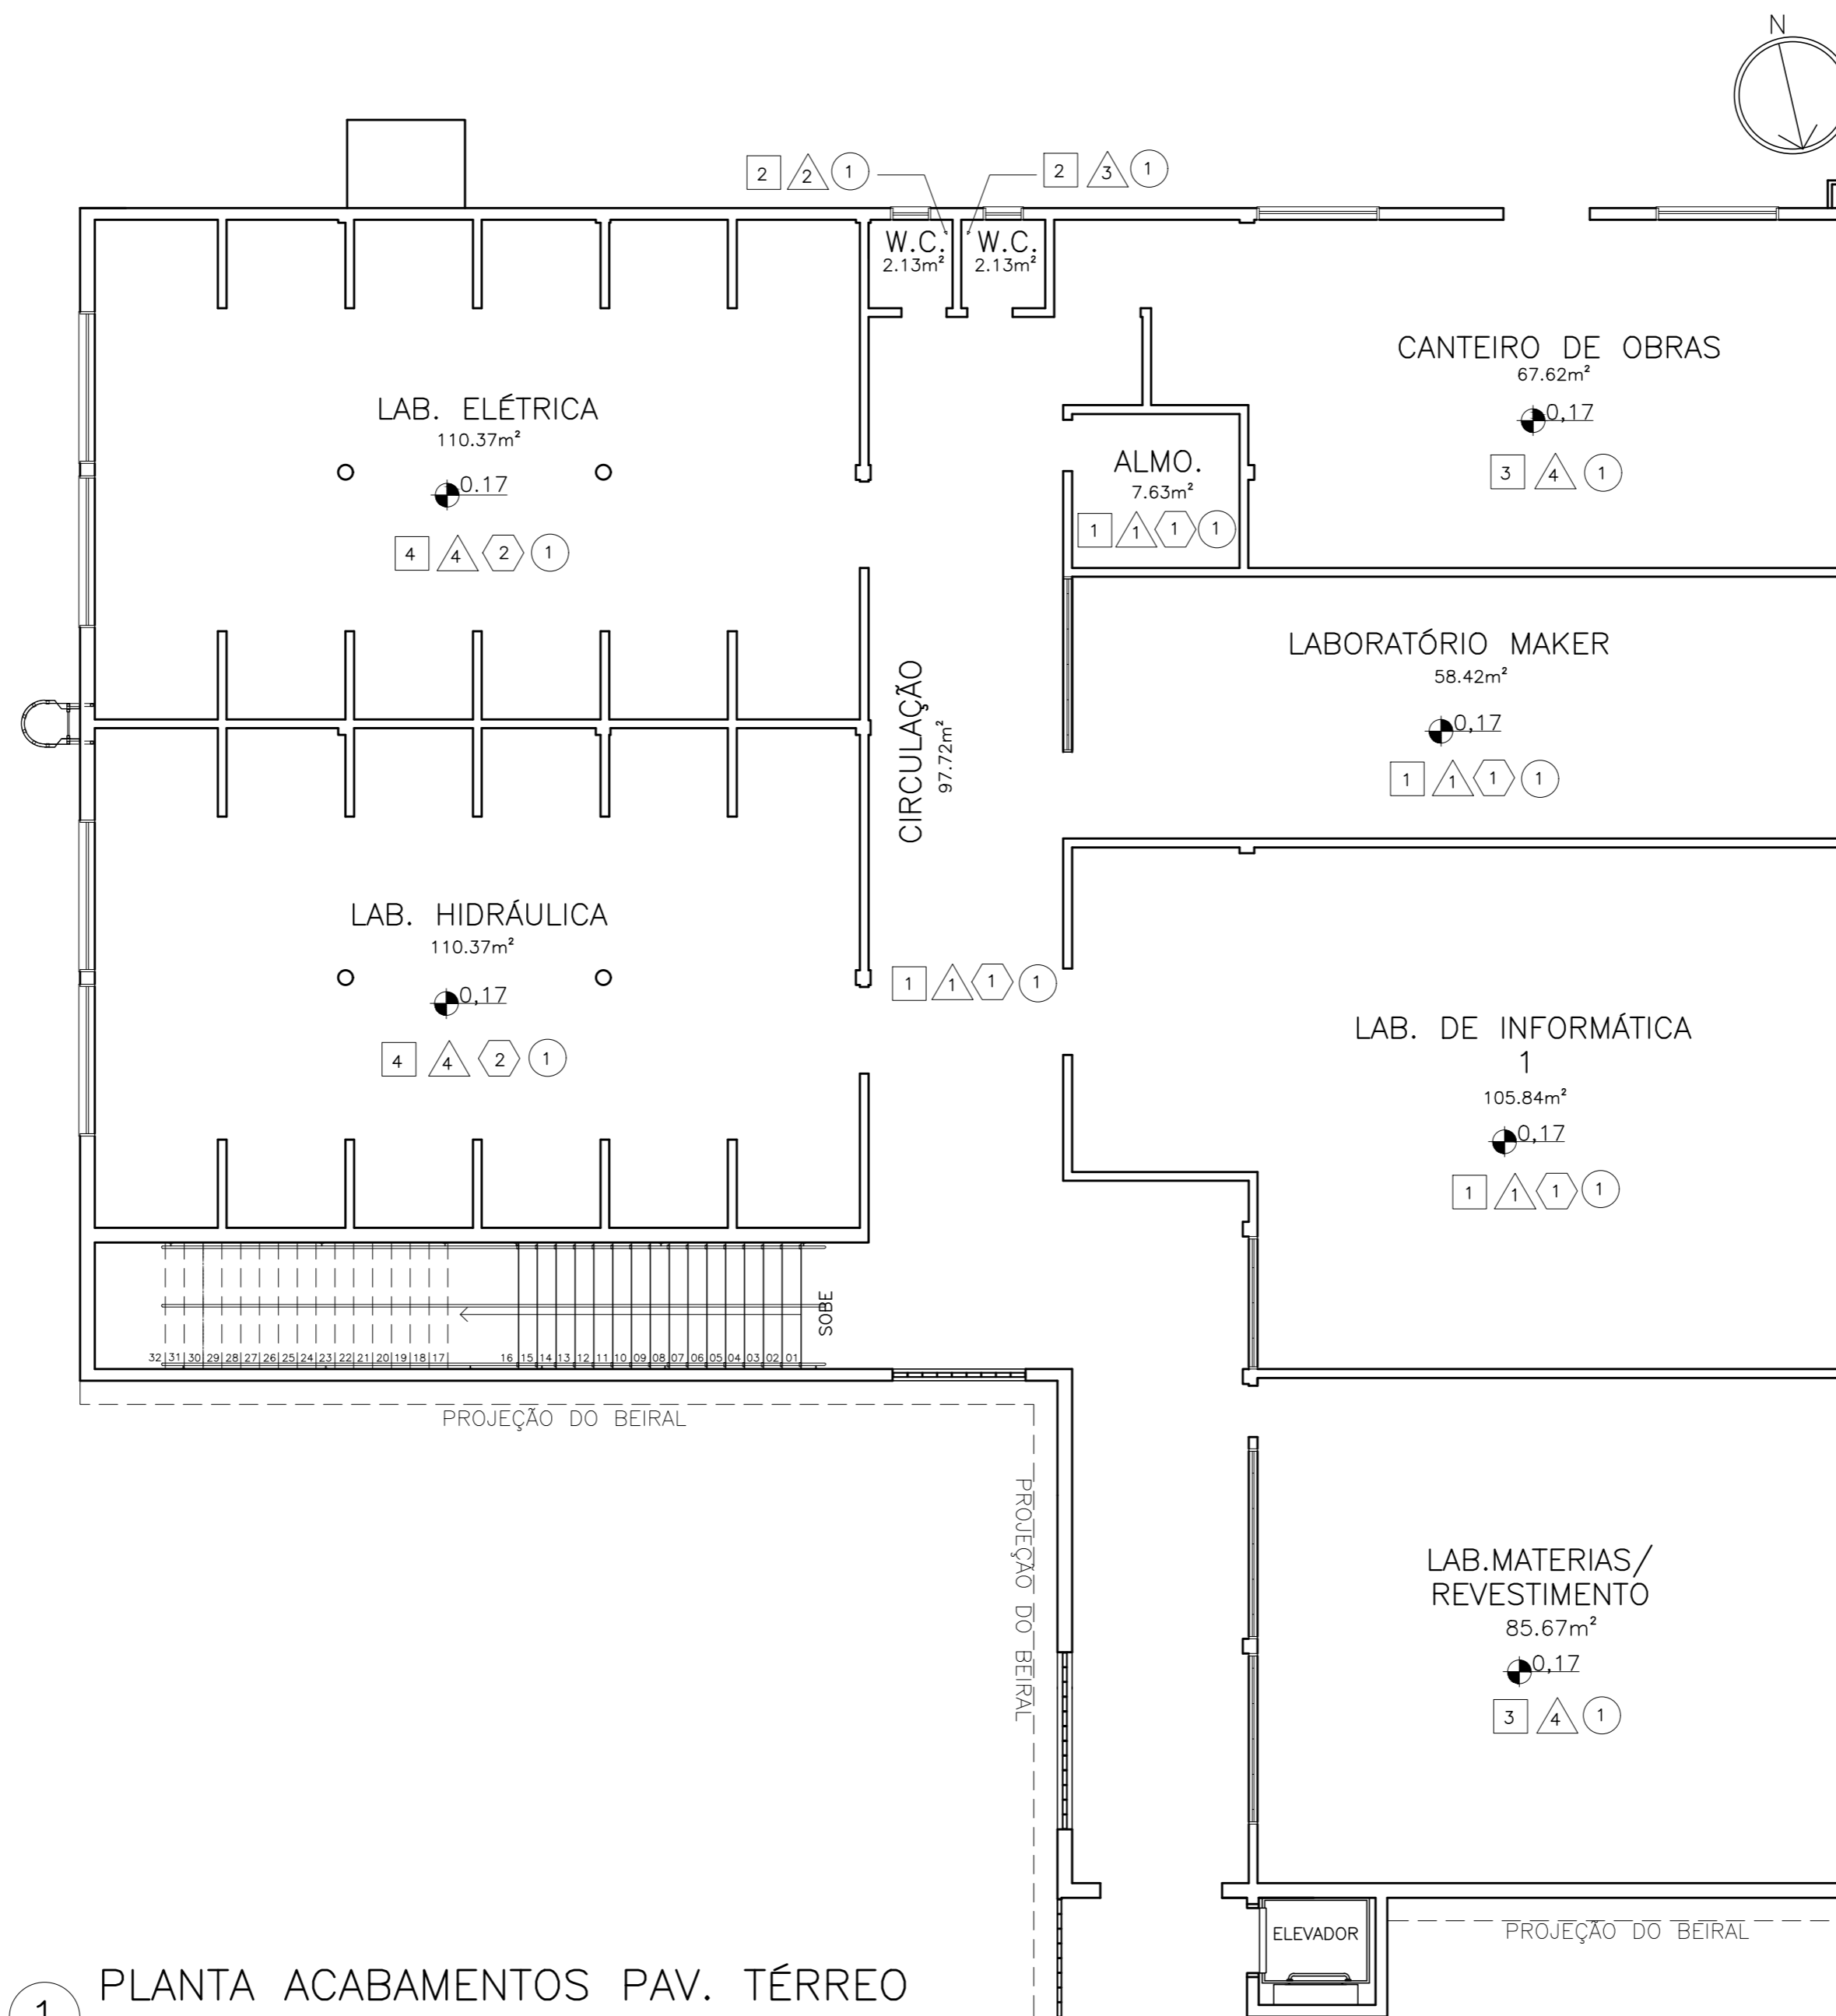 N
2 2 1
2 3 1
W.C.
2.13m²
W.C.
2.13m²
CANTEIRO DE OBRAS
67.62m²
0,17
3 4 1
LAB. ELÉTRICA
110.37m²
0.17
4 4 2 1
ALMO.
7.63m²
1 1 1 1
LABORATÓRIO MAKER
58.42m²
0,17
1 1 1 1
CIRCULAÇÃO
97.72m²
1 1 1 1
LAB. HIDRÁULICA
110.37m²
0,17
4 4 2 1
LAB. DE INFORMÁTICA
1
105.84m²
0,17
1 1 1 1
SOBE
32 31 30 29 28 27 26 25 24 23 22 21 20 19 18 17 16 15 14 13 12 11 10 09 08 07 06 05 04 03 02 01
PROJEÇÃO DO BEIRAL
PROJEÇÃO DO BEIRAL
LAB.MATERIAS/
REVESTIMENTO
85.67m²
0,17
3 4 1
ELEVADOR
PROJEÇÃO DO BEIRAL
1
PLANTA ACABAMENTOS PAV. TÉRREO